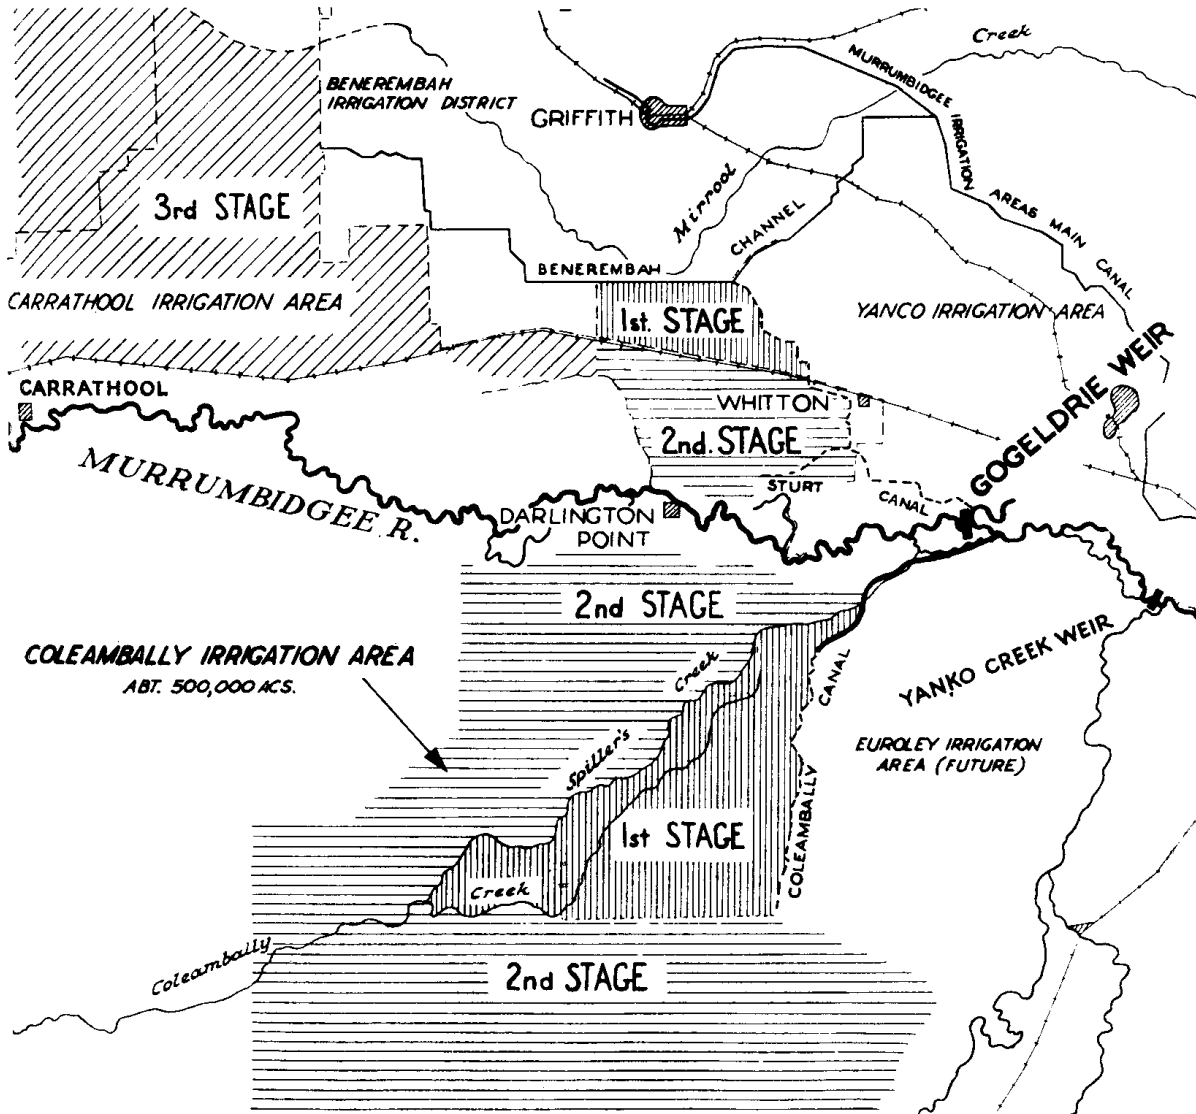 Creek
MURRUMBIDGEE IRRIGATION
AREAS MAIN CANAL
BENEREMBAH
IRRIGATION DISTRICT
GRIFFITH
3rd STAGE
Mirrool
CHANNEL
BENEREMBAH
CARRATHOOL IRRIGATION AREA
1st. STAGE
YANCO IRRIGATION AREA
CARRATHOOL
WHITTON
GOGELDRIE WEIR
2nd. STAGE
MURRUMBIDGEE R.
STURT
CANAL
DARLINGTON
POINT
2nd STAGE
COLEAMBALLY IRRIGATION AREA
ABT. 500,000 ACS.
Creek
CANAL
YANKO CREEK WEIR
Spiller's
EUROLEY IRRIGATION
AREA (FUTURE)
COLEAMBALLY
1st STAGE
Creek
Coleambally
2nd STAGE